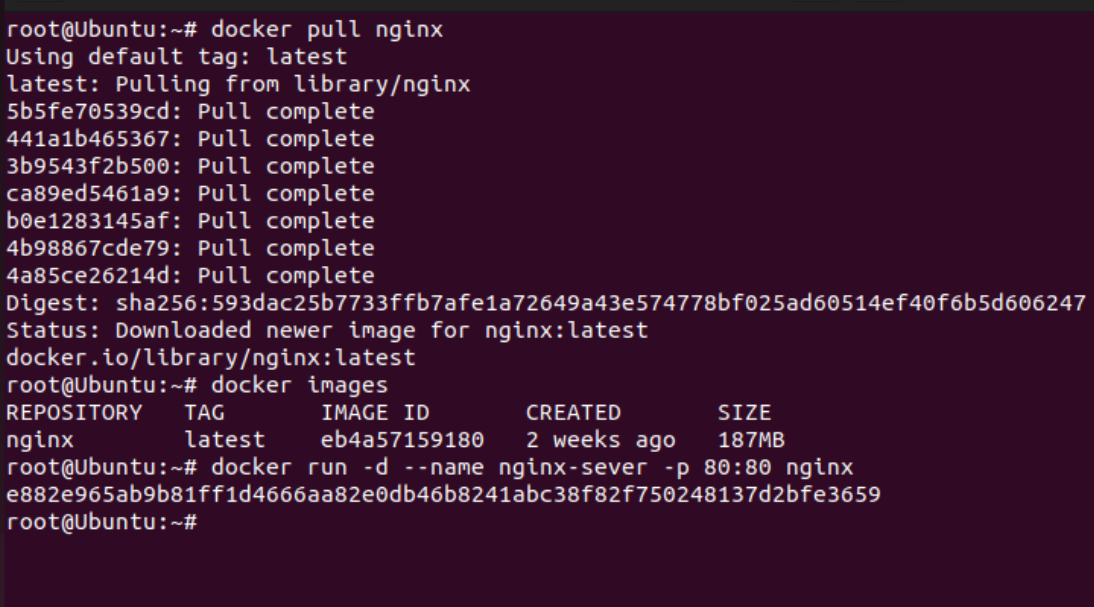 root@Ubuntu:~# docker pull nginx
Using default tag: latest
latest: Pulling from library/nginx
5b5fe70539cd: Pull complete
441a1b465367: Pull complete
3b9543f2b500: Pull complete
ca89ed5461a9: Pull complete
b0e1283145af: Pull complete
4b98867cde79: Pull complete
4a85ce26214d: Pull complete
Digest: sha256:593dac25b7733ffb7afe1a72649a43e574778bf025ad60514ef40f6b5d606247
Status: Downloaded newer image for nginx:latest
docker.io/library/nginx:latest
root@Ubuntu:~# docker images
REPOSITORY   TAG       IMAGE ID       CREATED       SIZE
nginx        latest    eb4a57159180   2 weeks ago   187MB
root@Ubuntu:~# docker run -d --name nginx-sever -p 80:80 nginx
e882e965ab9b81ff1d4666aa82e0db46b8241abc38f82f750248137d2bfe3659
root@Ubuntu:~#